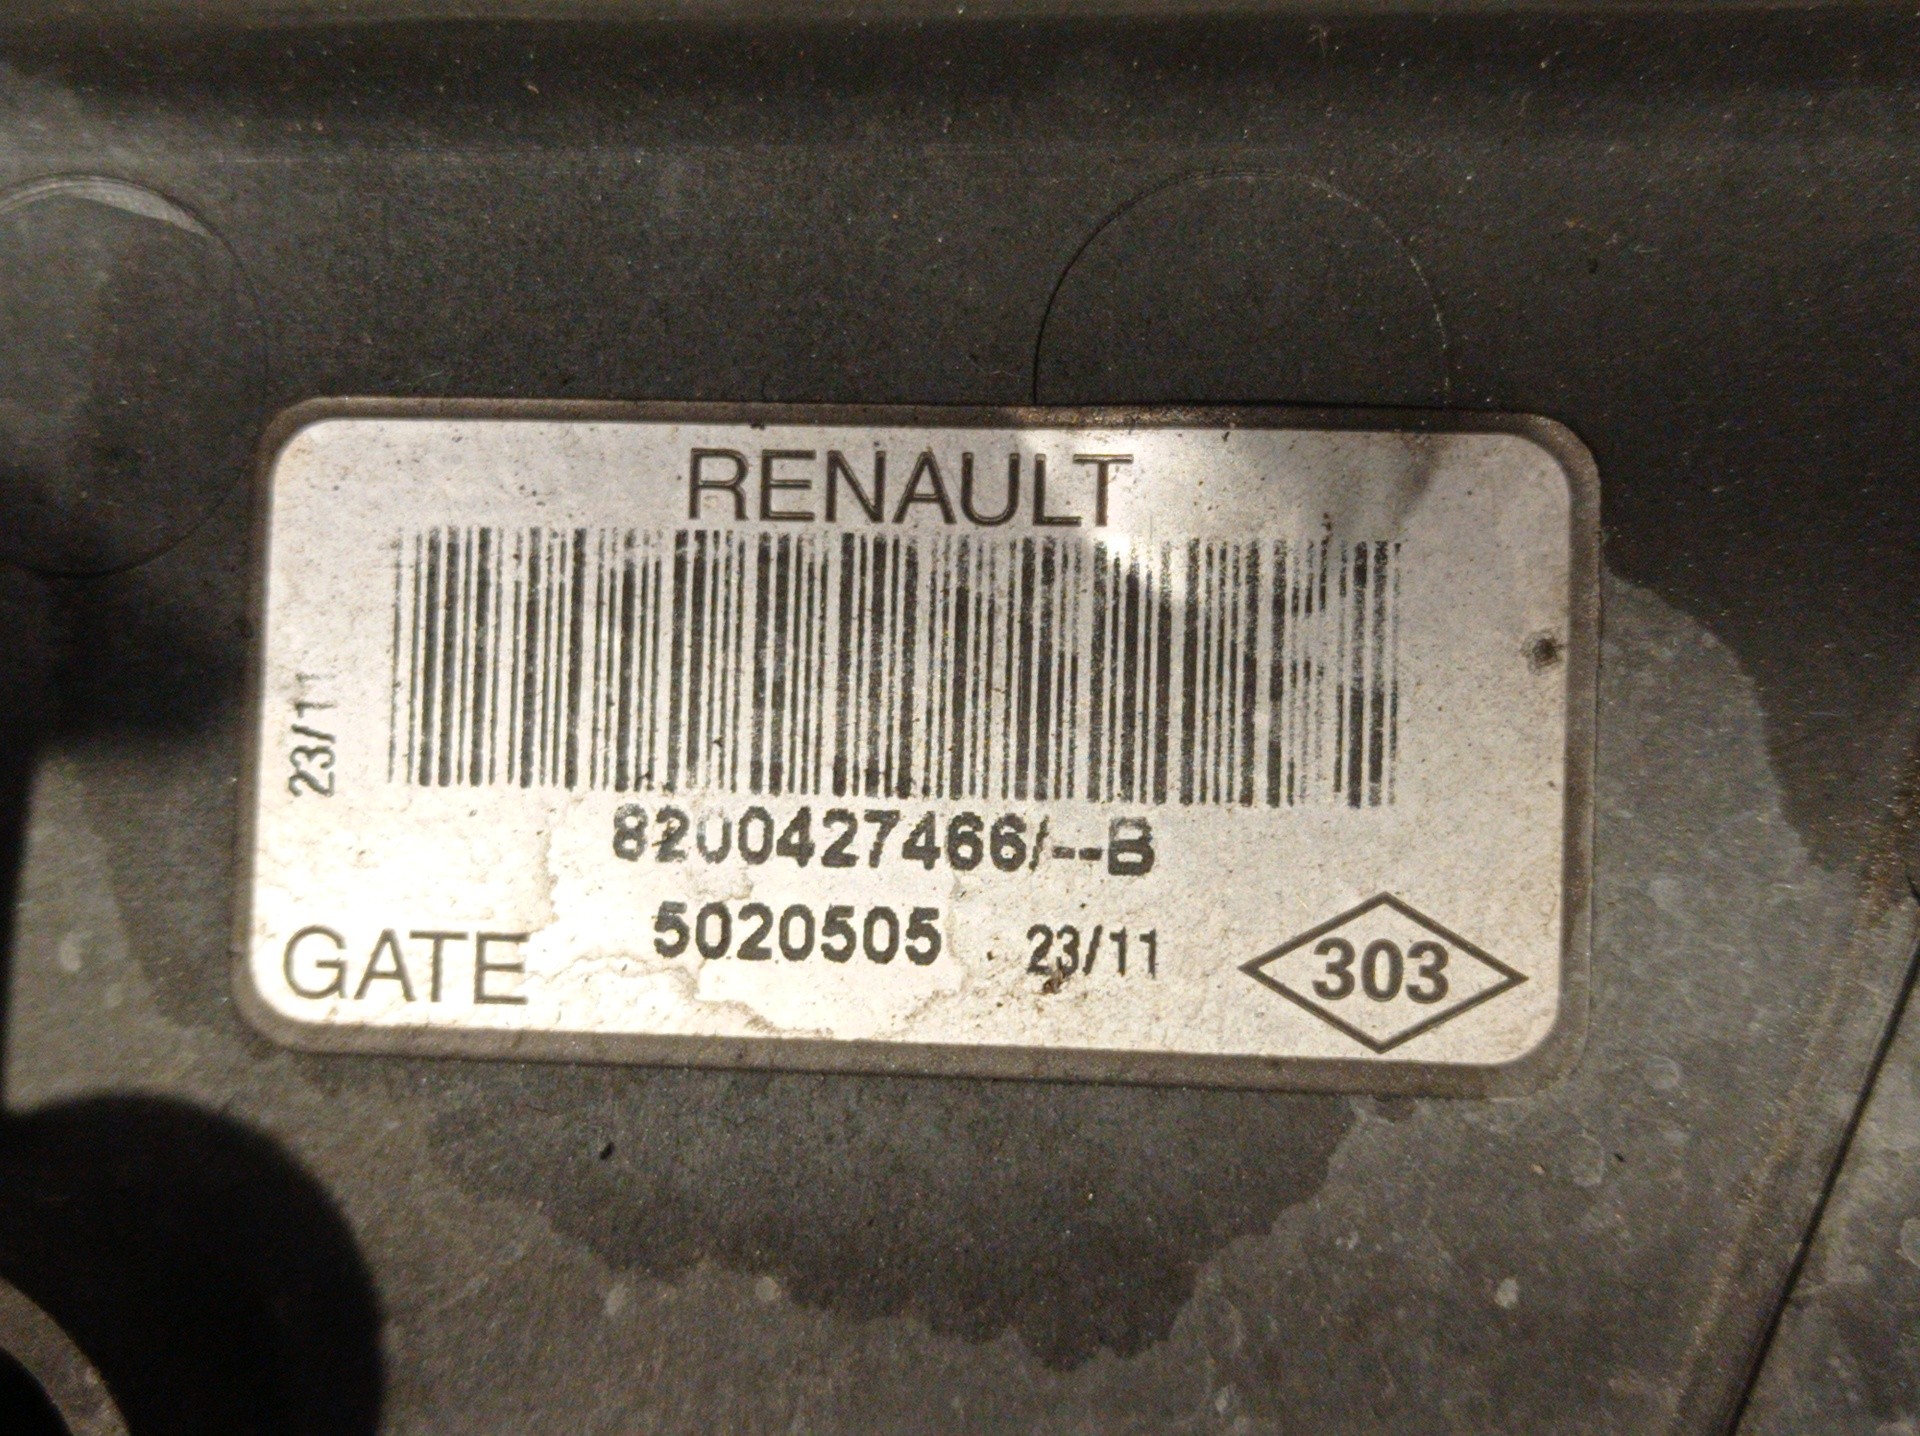 RENAULT
23/11
8200427466/--B
5020505 23/11
GATE
303